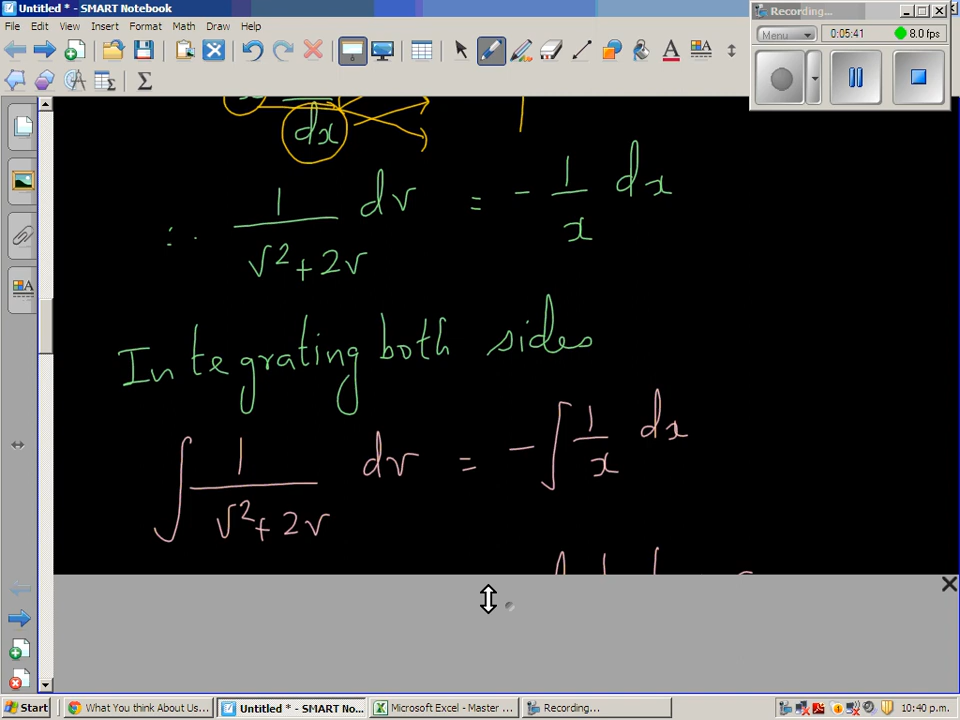 Untitled * - SMART Notebook
Recording...
File Edit View Insert Format Math Draw Help
Menu 0:05:41 8.0 fps
dx
∴ 1/(v²+2v) dv = - 1/x dx
Integrating both sides
∫ 1/(v²+2v) dv = - ∫ 1/x dx
Start What You think About Us... Untitled * - SMART No... Microsoft Excel - Master ... Recording... 10:40 p.m.